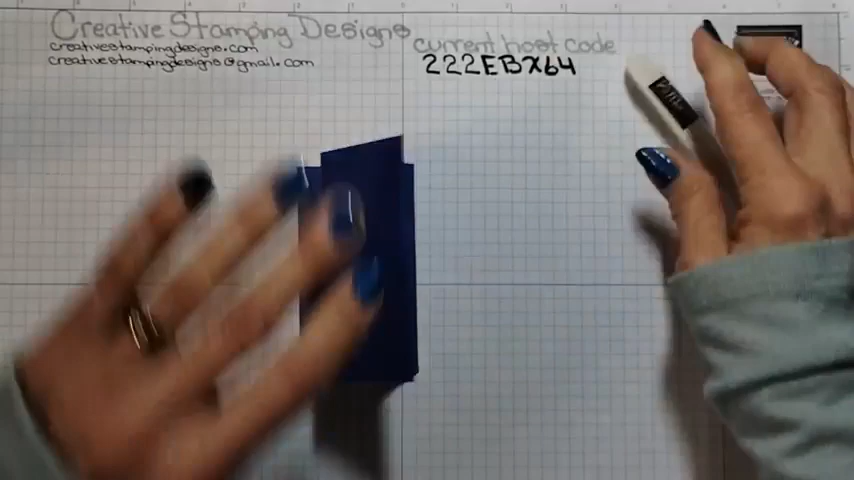 Creative Stamping Designs
creativestampingdesigns.com
creativestampingdesigns@gmail.com
current host code
222EBX64